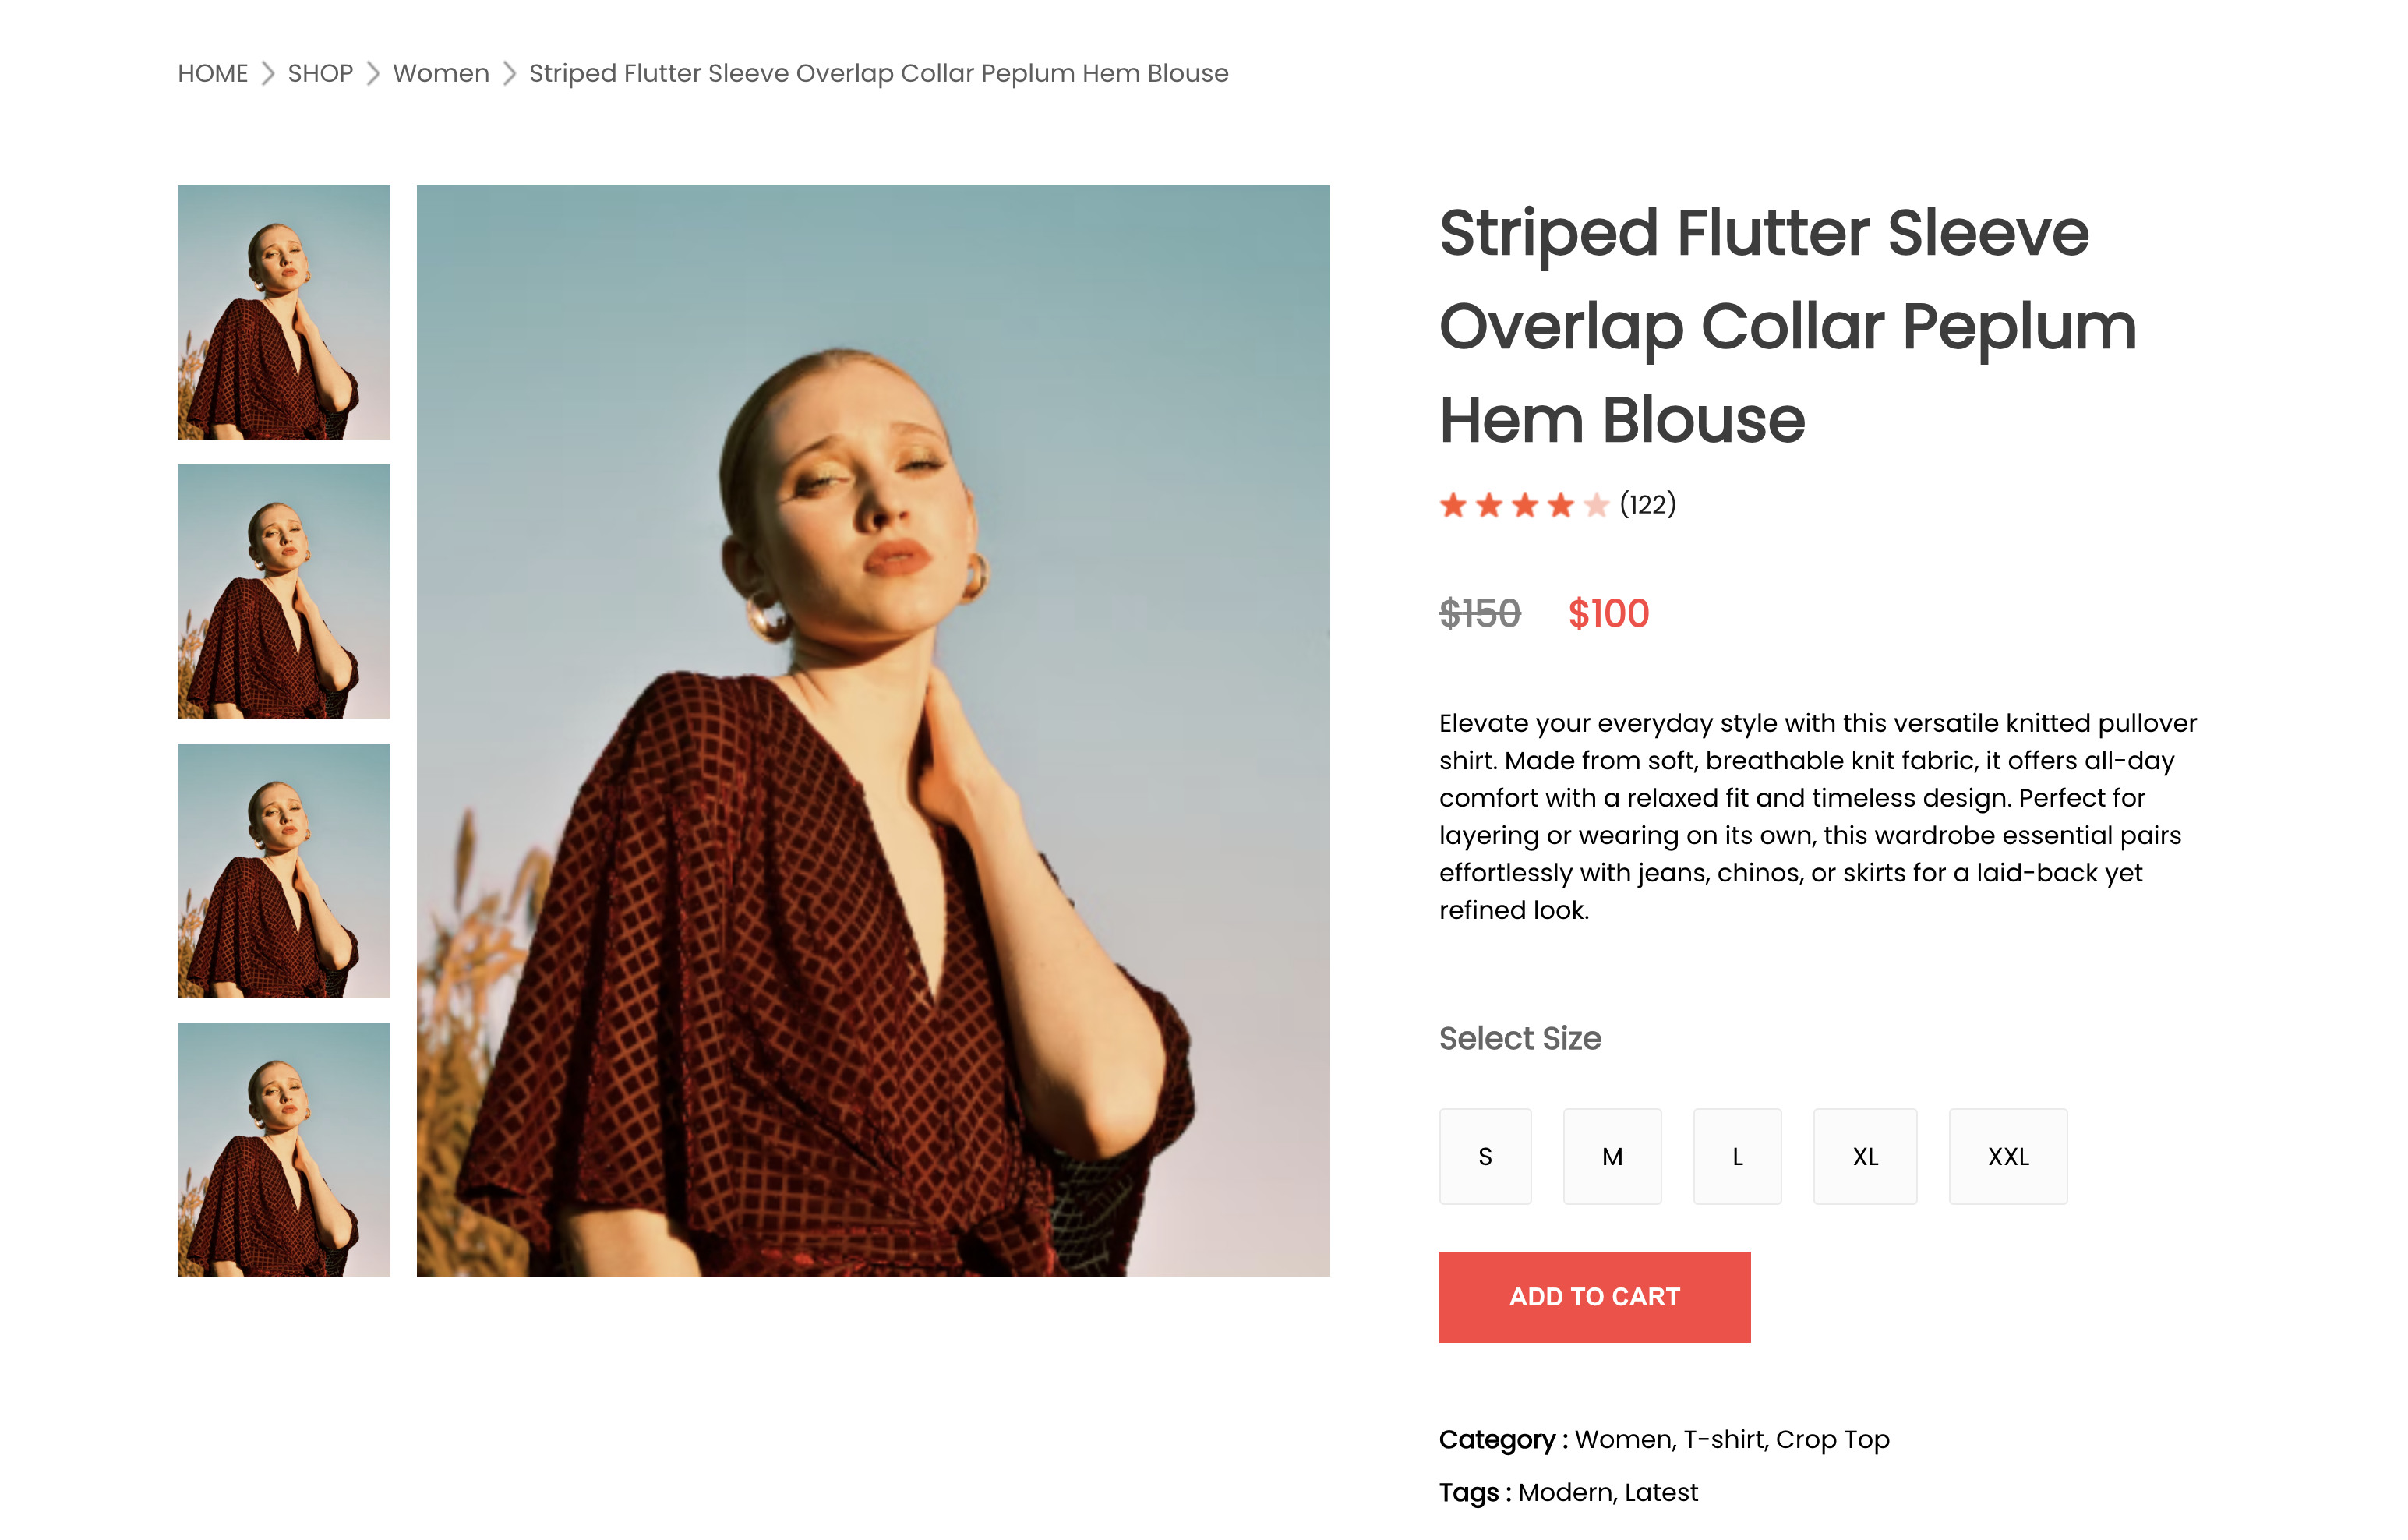 HOME SHOP Women Striped Flutter Sleeve Overlap Collar Peplum Hem Blouse
Striped Flutter Sleeve
Overlap Collar Peplum
Hem Blouse
(122)
$150 $100
Elevate your everyday style with this versatile knitted pullover
shirt. Made from soft, breathable knit fabric, it offers all-day
comfort with a relaxed fit and timeless design. Perfect for
layering or wearing on its own, this wardrobe essential pairs
effortlessly with jeans, chinos, or skirts for a laid-back yet
refined look.
Select Size
S M L XL XXL
ADD TO CART
Category : Women, T-shirt, Crop Top
Tags : Modern, Latest